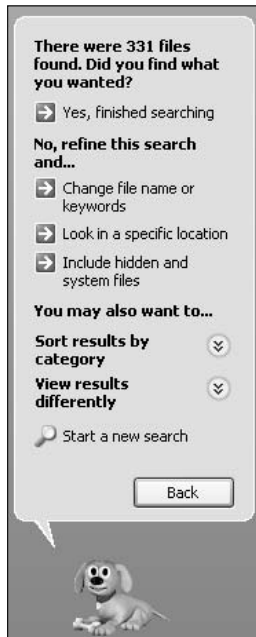 There were 331 files
found. Did you find what
you wanted?
Yes, finished searching
No, refine this search
and...
Change file name or
keywords
Look in a specific location
Include hidden and
system files
You may also want to...
Sort results by
category
View results
differently
Start a new search
Back